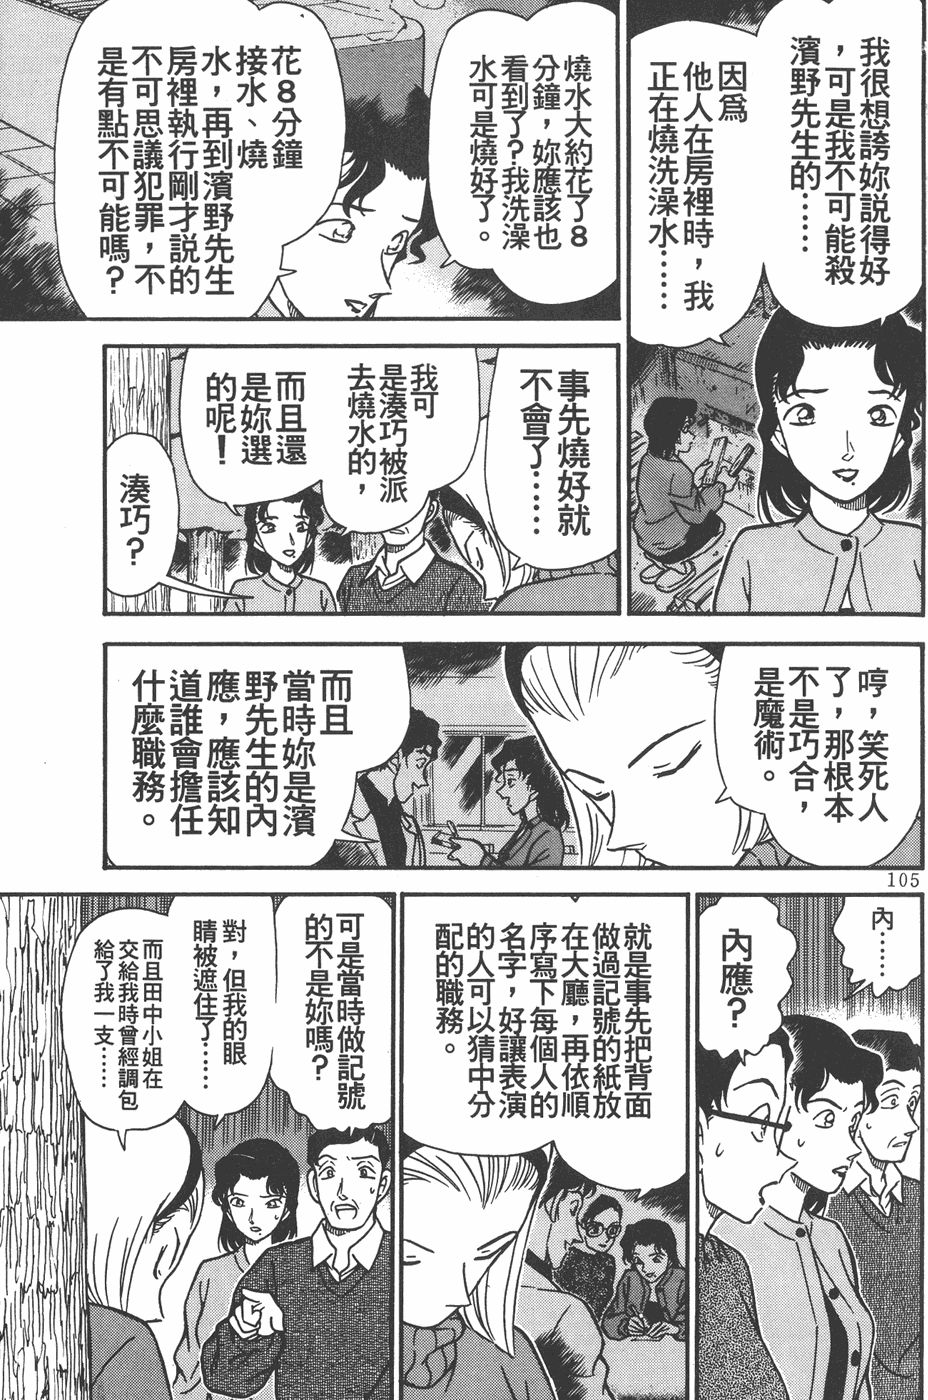 我很想誇妳說得好
，可是我不可能殺
濱野先生的……
因爲
他人在房裡時，我
正在燒洗澡水……
燒水大約花了8
分鐘，妳應該也
看到了？我洗澡
水可是燒好了。
花8分鐘
接水、燒
水，再到濱野先生
房裡執行剛才說的
不可思議犯罪，不
是有點不可能嗎？
事先燒好就
不會了……
我可
是湊巧被派
去燒水的，
而且還
是妳選
的呢！
湊巧？
哼，笑死人
了，那根本
不是巧合，
是魔術。
而且
當時妳是濱
野先生的內
應，應該知
道誰會擔任
什麼職務。
105
內……
內應？
就是事先把背面
做過記號的紙放
在大廳，再依順
序寫下每個人的
名字，好讓表演
的人可以猜中分
配的職務。
可是當時做記號
的不是妳嗎？
對，但我的眼
睛被遮住了……
而且田中小姐在
交給我時曾經調包
給了我一支……